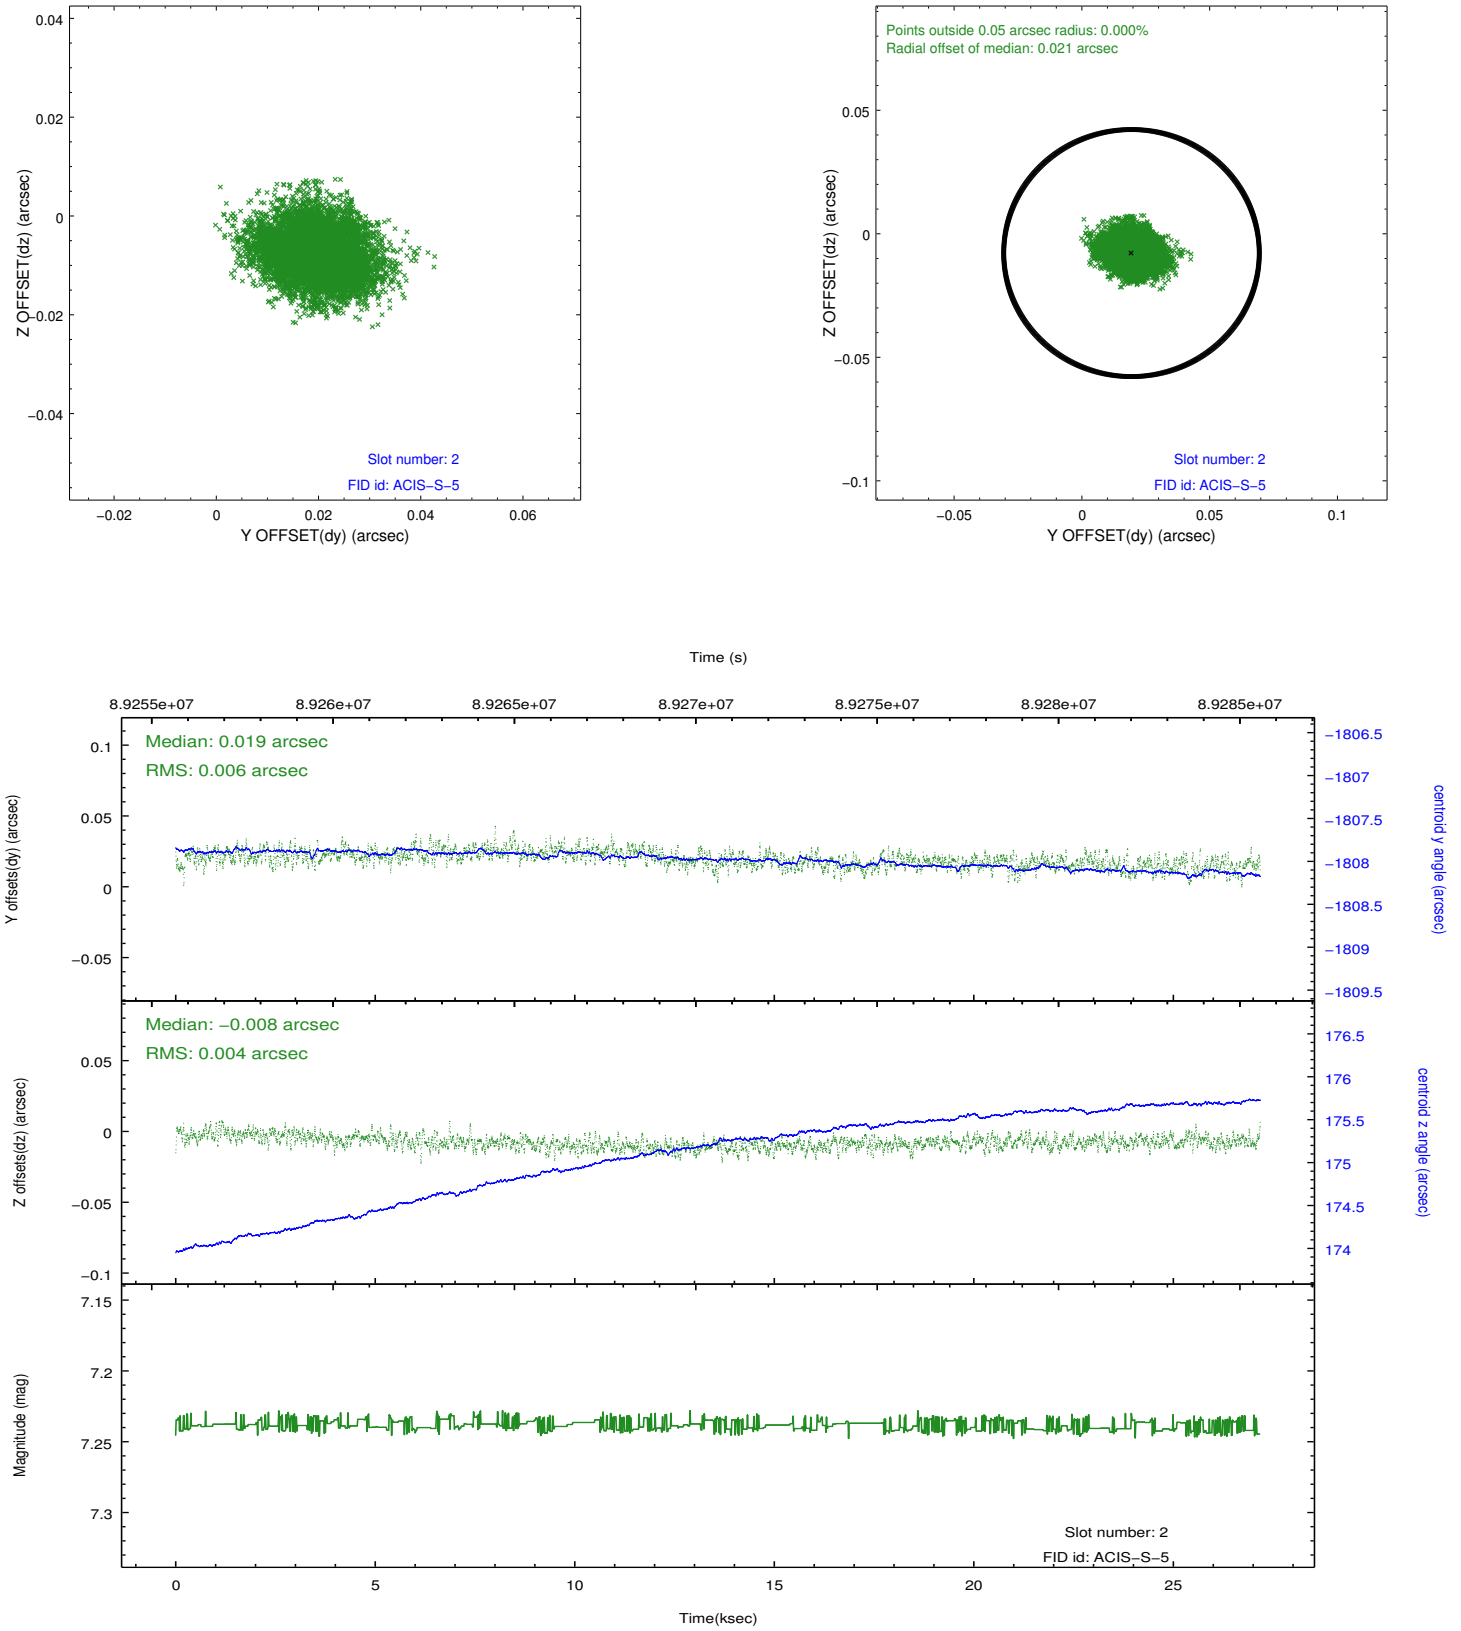 0.04
0.02
0
−0.02
−0.04
Z OFFSET(dz) (arcsec)
Slot number: 2
FID id: ACIS−S−5
−0.02
0
0.02
0.04
0.06
Y OFFSET(dy) (arcsec)
Points outside 0.05 arcsec radius: 0.000%
Radial offset of median: 0.021 arcsec
0.05
0
−0.05
−0.1
Z OFFSET(dz) (arcsec)
Slot number: 2
FID id: ACIS−S−5
−0.05
0
0.05
0.1
Y OFFSET(dy) (arcsec)
Time (s)
8.9255e+07
8.926e+07
8.9265e+07
8.927e+07
8.9275e+07
8.928e+07
8.9285e+07
Median: 0.019 arcsec
RMS: 0.006 arcsec
0.1
0.05
0
−0.05
Y offsets(dy) (arcsec)
−1806.5
−1807
−1807.5
−1808
−1808.5
−1809
−1809.5
centroid y angle (arcsec)
Median: −0.008 arcsec
RMS: 0.004 arcsec
0.05
0
−0.05
−0.1
Z offsets(dz) (arcsec)
176.5
176
175.5
175
174.5
174
centroid z angle (arcsec)
7.15
7.2
7.25
7.3
Magnitude (mag)
Slot number: 2
FID id: ACIS−S−5
0
5
10
15
20
25
Time(ksec)